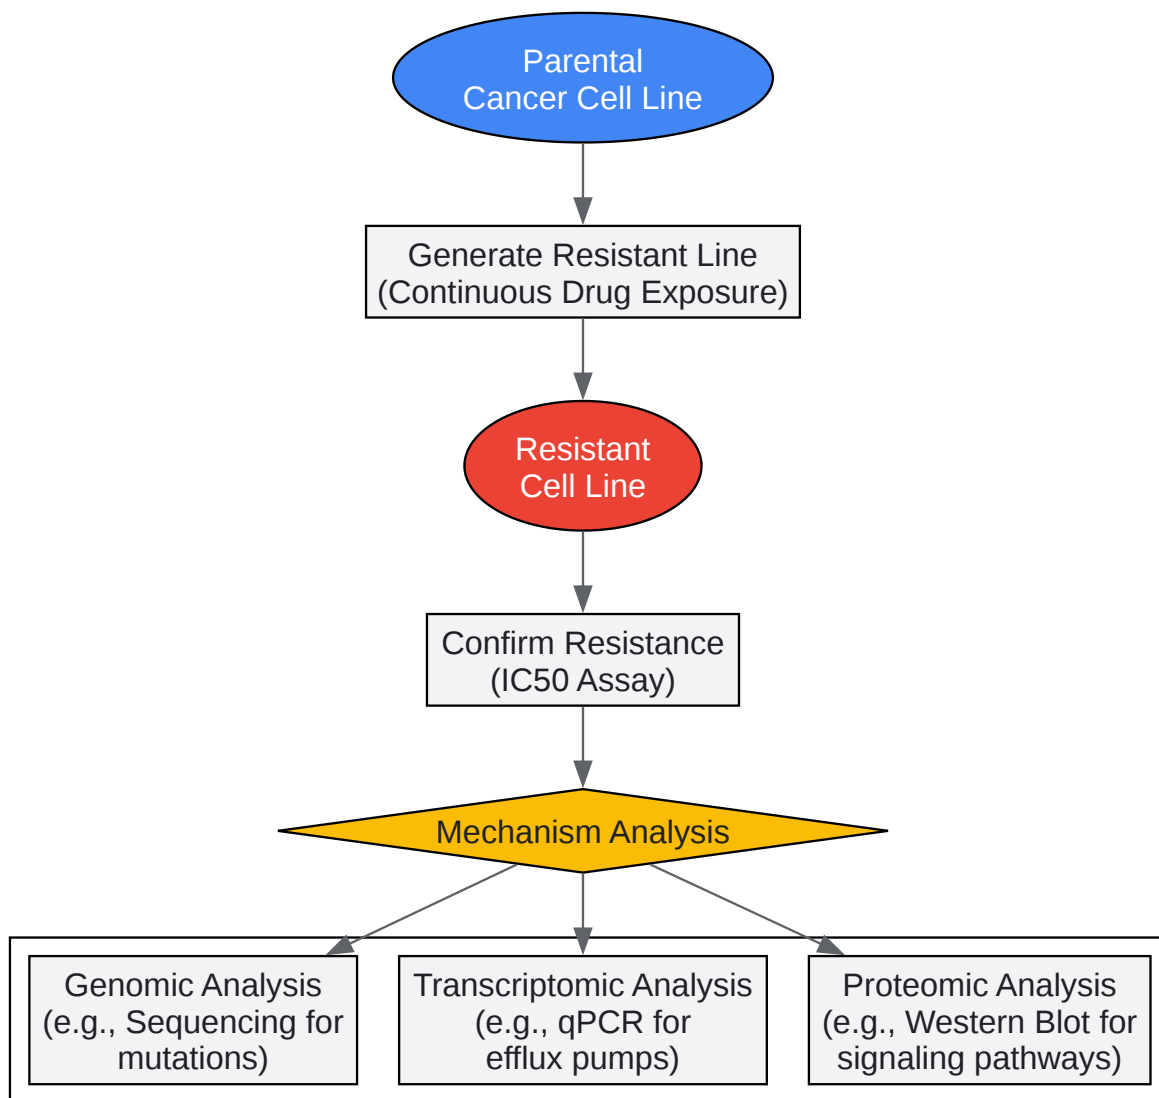 Parental
Cancer Cell Line
Generate Resistant Line
(Continuous Drug Exposure)
Resistant
Cell Line
Confirm Resistance
(IC50 Assay)
Mechanism Analysis
Genomic Analysis
(e.g., Sequencing for
mutations)
Transcriptomic Analysis
(e.g., qPCR for
efflux pumps)
Proteomic Analysis
(e.g., Western Blot for
signaling pathways)